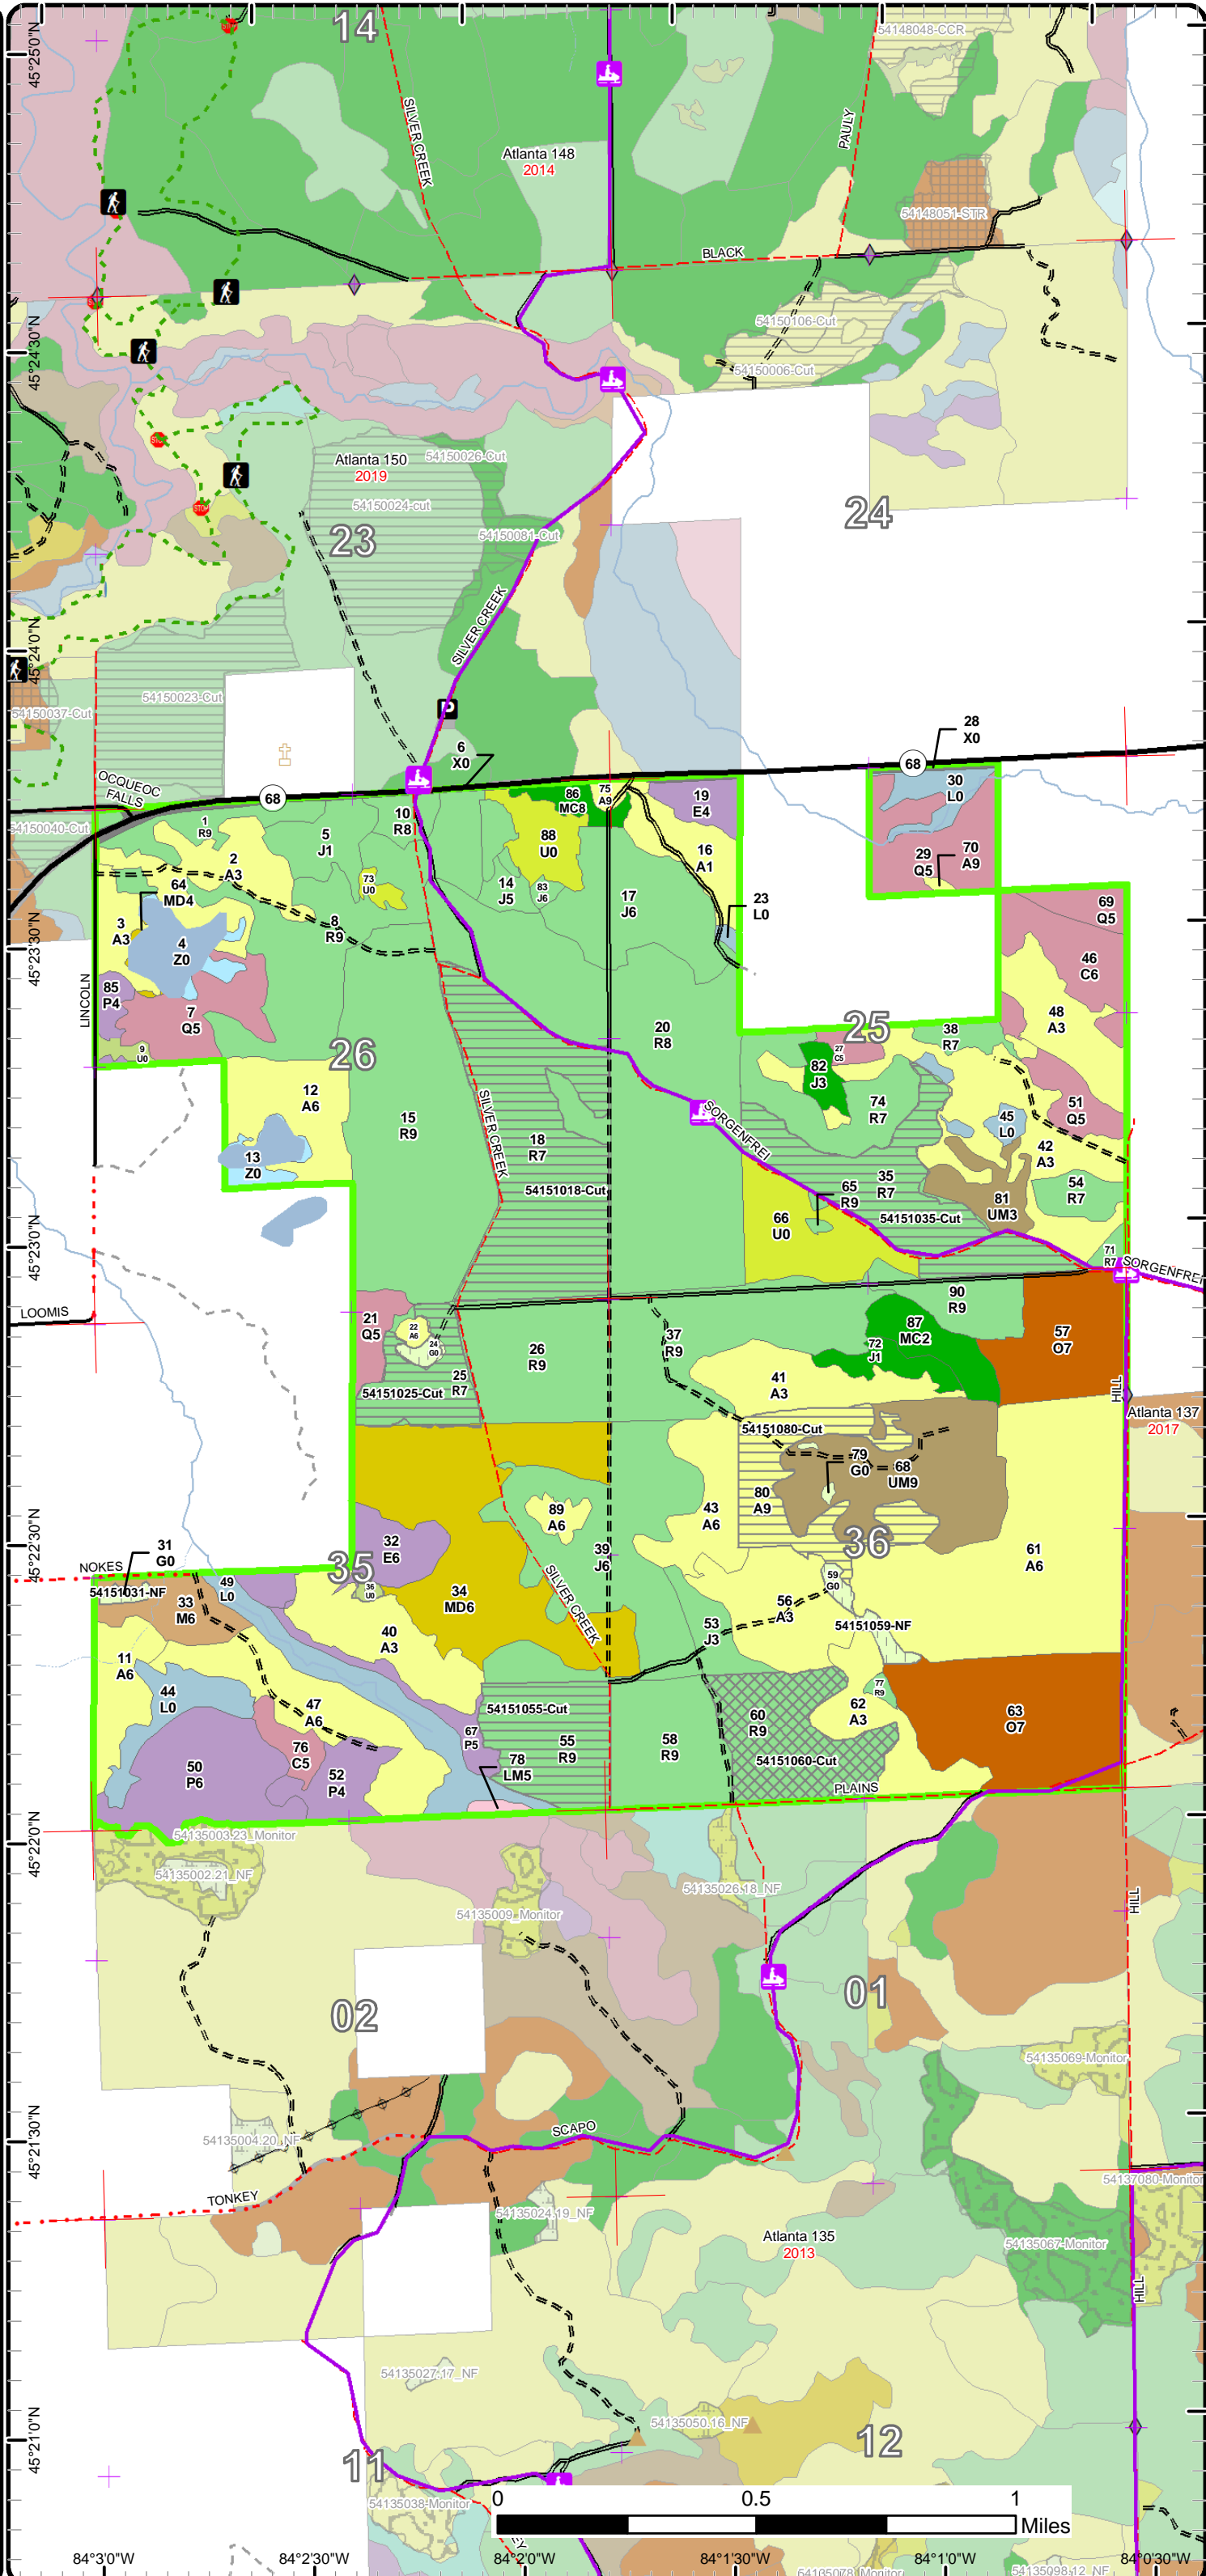 14
54148048-CCR
45°25'0"N
SILVER CREEK
PAULY
Atlanta 148
2014
54148051-STR
BLACK
54150106-Cut
45°24'30"N
54150006-Cut
Atlanta 150
2019
54150026-Cut
54150024-cut
54150081-Cut
23
24
SILVER CREEK
45°24'0"N
54150023-Cut
54150037-Cut
P
28
X0
6
X0
68
OCQUEOC
FALLS
68
54150040-Cut
30
L0
29
Q5
70
A9
1
R9
5
J1
10
R8
86
MC8
75
A9
19
E4
88
U0
16
A1
2
A3
64
MD4
73
U0
14
J5
83
J6
17
J6
23
L0
3
A3
4
Z0
8
R9
45°23'30"N
69
Q5
46
C6
LINCOLN
85
P4
7
Q5
9
U0
26
20
R8
25
48
A3
38
R7
27
C5
82
J3
12
A6
15
R9
SILVER CREEK
18
R7
SORGENFREI
74
R7
45
L0
51
Q5
42
A3
13
Z0
54151018-Cut
65
R9
35
R7
54151035-Cut
54
R7
81
UM3
66
U0
45°23'0"N
71
R7
SORGENFREI
LOOMIS
90
R9
21
Q5
22
A6
24
G0
26
R9
37
R9
87
MC2
72
J1
57
O7
25
R7
54151025-Cut
41
A3
HILL
Atlanta 137
2017
54151080-Cut
79
G0
68
UM9
80
A9
89
A6
43
A6
36
45°22'30"N
31
G0
NOKES
32
E6
35
39
J6
61
A6
54151031-NF
49
L0
36
U0
34
MD6
SILVER CREEK
59
G0
33
M6
56
A3
54151059-NF
40
A3
53
J3
11
A6
44
L0
47
A6
77
R9
62
A3
63
O7
54151055-Cut
67
P5
60
R9
55
R9
58
R9
76
C5
50
P6
52
P4
78
LM5
54151060-Cut
PLAINS
45°22'0"N
54135003.23_Monitor
54135002.21_NF
54135026.18_NF
54135009_Monitor
HILL
02
01
54135069-Monitor
45°21'30"N
54135004.20_NF
SCAPO
TONKEY
54137080-Monitor
54135024.19_NF
Atlanta 135
2013
54135067-Monitor
HILL
54135027.17_NF
54135050.16_NF
45°21'0"N
11
12
54135038-Monitor
0
0.5
1
Miles
54135078_Monitor
54135098.12_NF
84°3'0"W
84°2'30"W
84°2'0"W
84°1'30"W
84°1'0"W
84°0'30"W